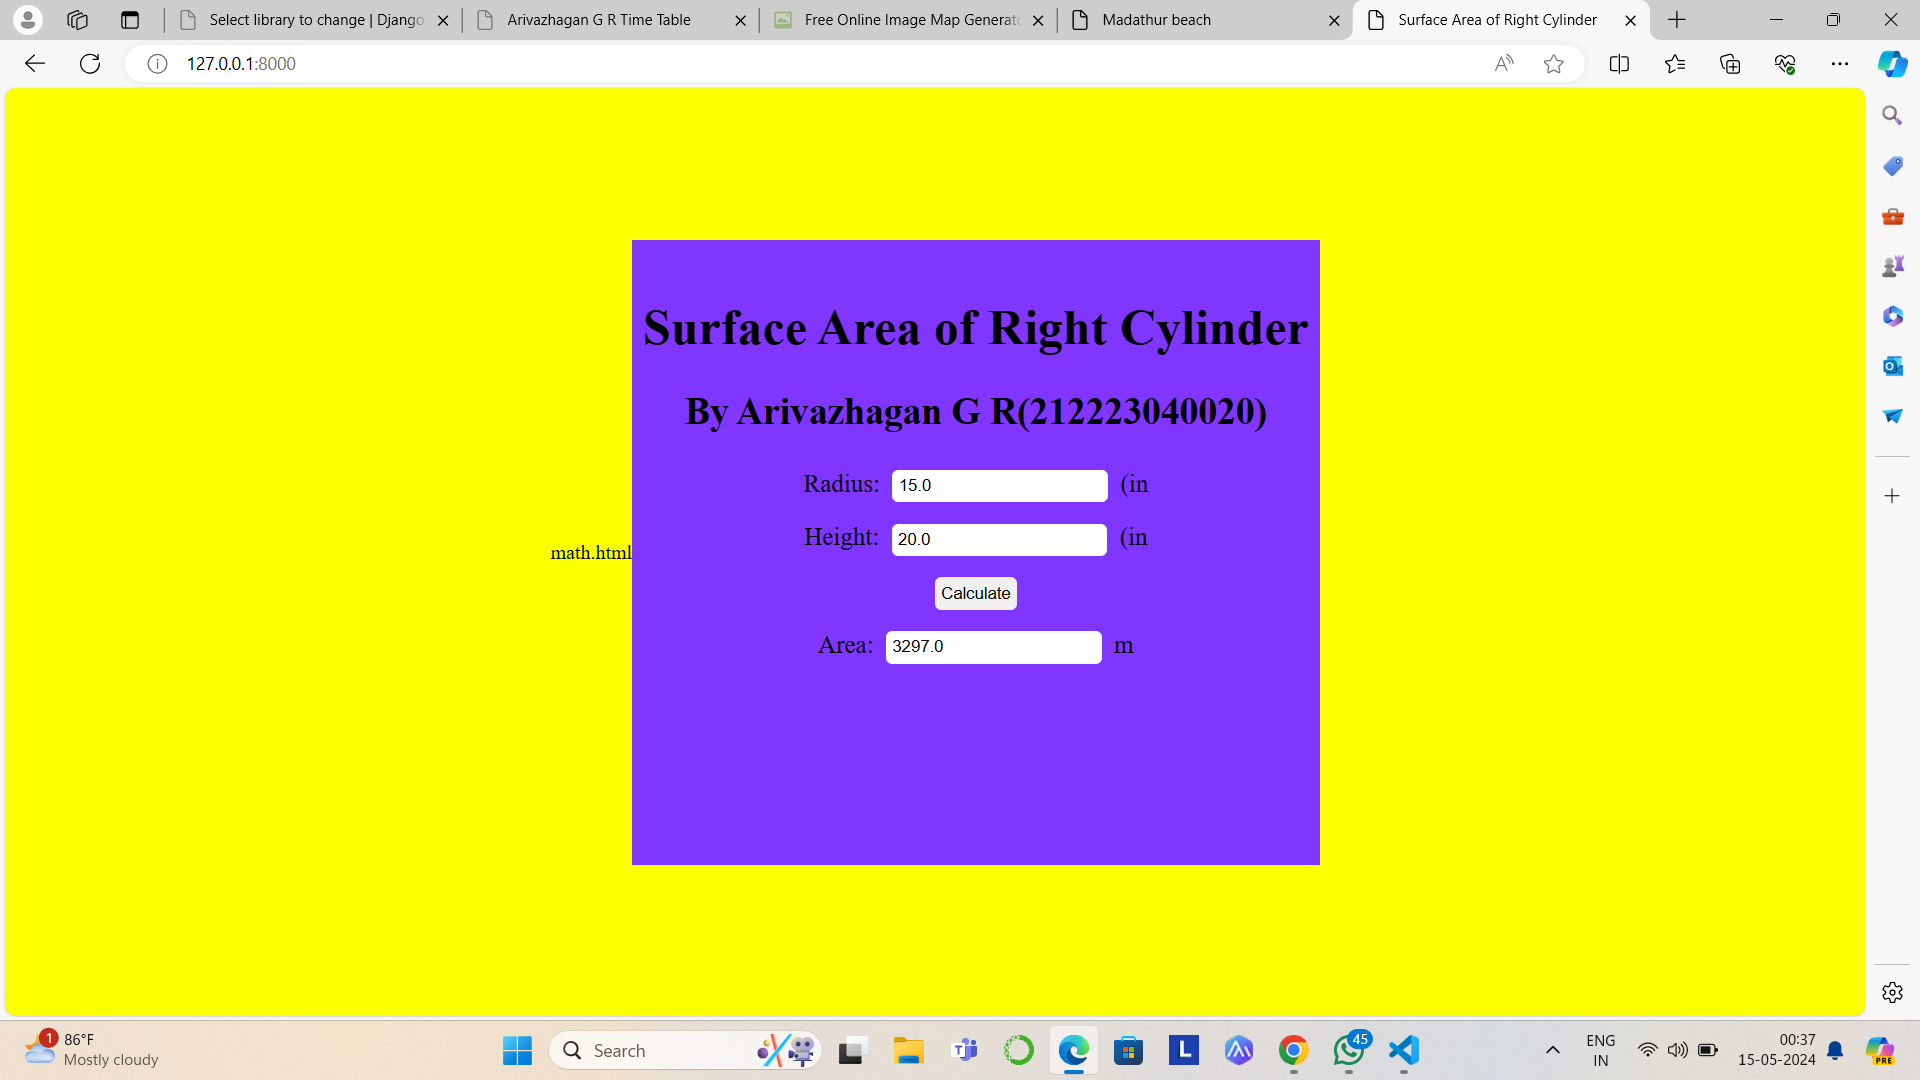 Select library to change | Django
Arivazhagan G R Time Table
Free Online Image Map Generato
Madathur beach
Surface Area of Right Cylinder
127.0.0.1:8000
Surface Area of Right Cylinder
By Arivazhagan G R(212223040020)
Radius: 15.0 (in
Height: 20.0 (in
math.html
Calculate
Area: 3297.0 m
1
86°F
Mostly cloudy
Search
L
45
ENG
IN
00:37
15-05-2024
PRE